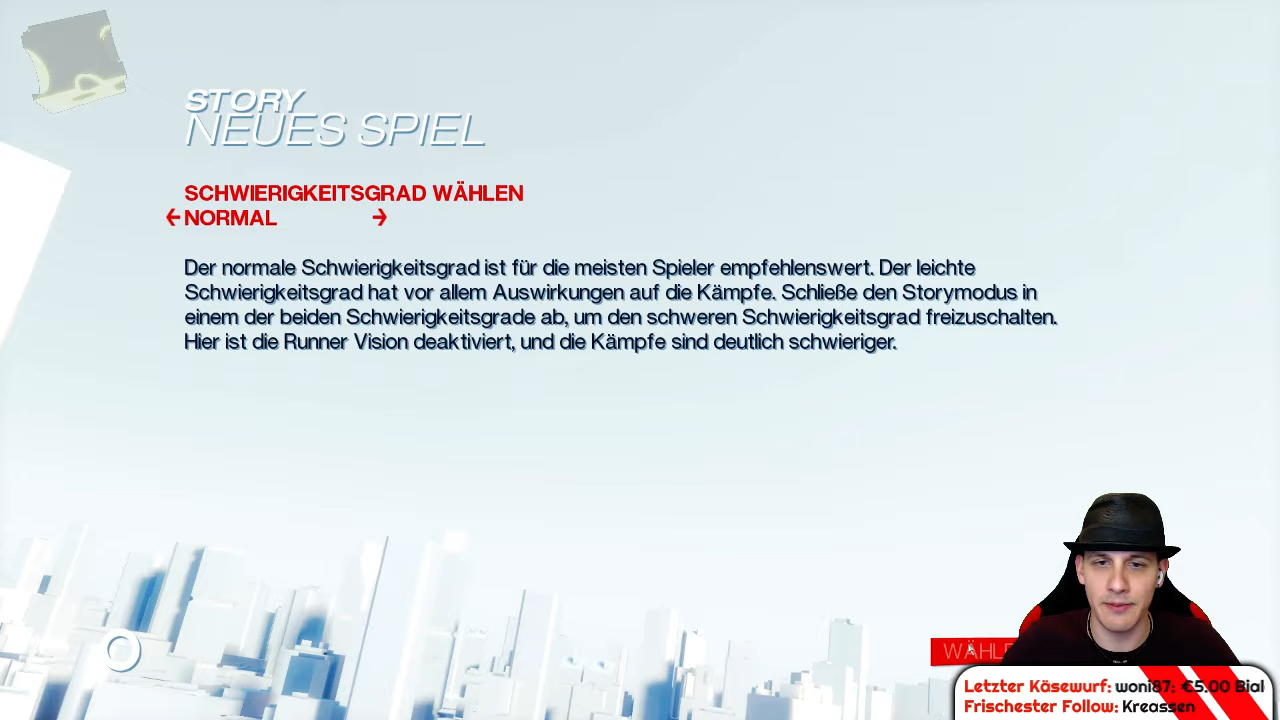 STORY
NEUES SPIEL
SCHWIERIGKEITSGRAD WÄHLEN
← NORMAL →
Der normale Schwierigkeitsgrad ist für die meisten Spieler empfehlenswert. Der leichte
Schwierigkeitsgrad hat vor allem Auswirkungen auf die Kämpfe. Schließe den Storymodus in
einem der beiden Schwierigkeitsgrade ab, um den schweren Schwierigkeitsgrad freizuschalten.
Hier ist die Runner Vision deaktiviert, und die Kämpfe sind deutlich schwieriger.
WÄHLE
Letzter Käsewurf: woni87: €5.00 Bial
Frischester Follow: Kreassen